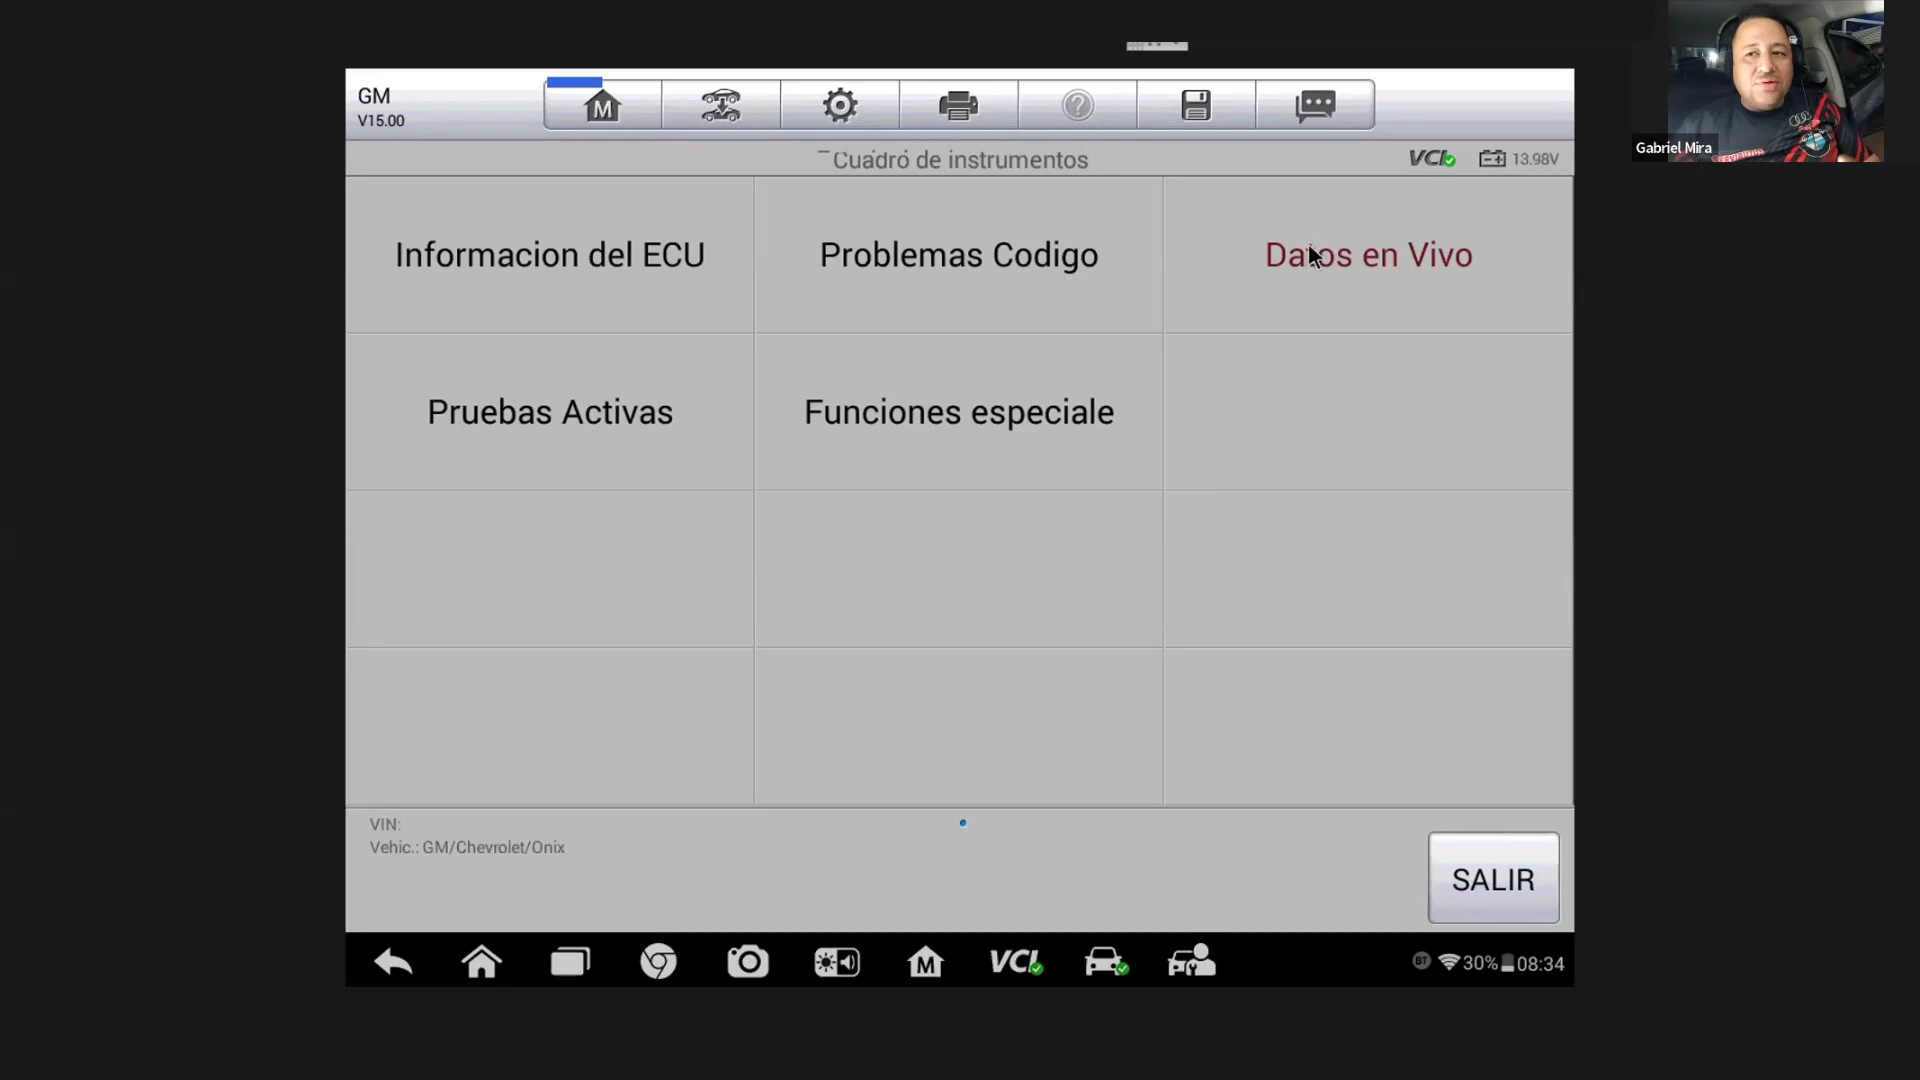 GM
V15.00
M
Cuadro de instrumentos
VCI
13.98V
Informacion del ECU
Problemas Codigo
Datos en Vivo
Pruebas Activas
Funciones especiale
VIN:
Vehic.: GM/Chevrolet/Onix
SALIR
M
VCI
BT
30%
08:34
Gabriel Mira